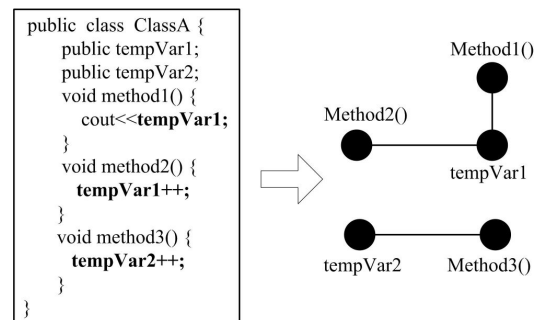 public class ClassA {
public tempVar1;
public tempVar2;
void method1() {
cout<<tempVar1;
}
void method2() {
tempVar1++;
}
void method3() {
tempVar2++;
}
}
Method1()
Method2()
tempVar1
tempVar2 Method3()